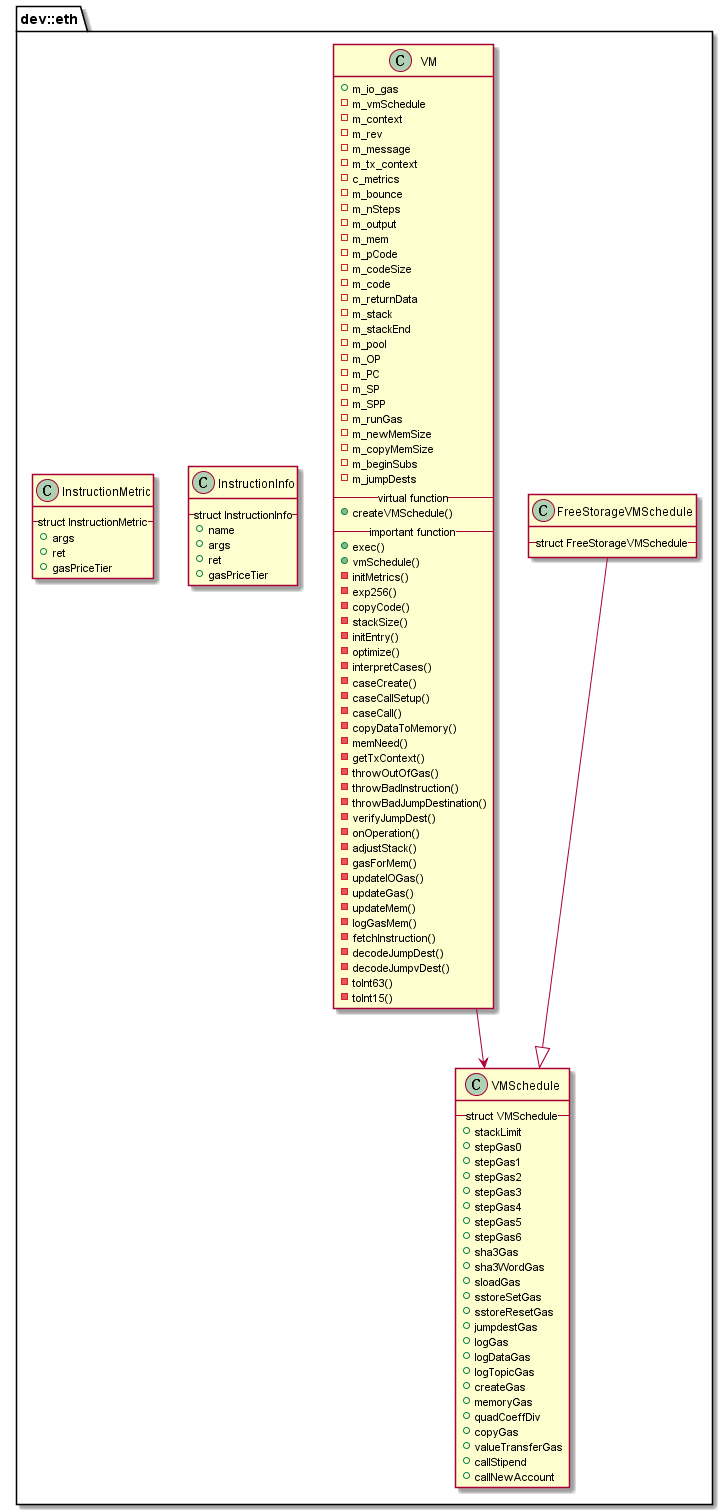 dev::eth
C VM
m_io_gas
m_vmSchedule
m_context
m_rev
m_message
m_tx_context
c_metrics
m_bounce
m_nSteps
m_output
m_mem
m_pCode
m_codeSize
m_code
m_returnData
m_stack
m_stackEnd
m_pool
m_OP
m_PC
m_SP
m_SPP
m_runGas
m_newMemSize
m_copyMemSize
m_beginSubs
m_jumpDests
virtual function
createVMSchedule()
important function
exec()
vmSchedule()
initMetrics()
exp256()
copyCode()
stackSize()
initEntry()
optimize()
interpretCases()
caseCreate()
caseCallSetup()
caseCall()
copyDataToMemory()
memNeed()
getTxContext()
throwOutOfGas()
throwBadInstruction()
throwBadJumpDestination()
verifyJumpDest()
onOperation()
adjustStack()
gasForMem()
updateIOGas()
updateGas()
updateMem()
logGasMem()
fetchInstruction()
decodeJumpDest()
decodeJumpvDest()
toInt63()
toInt15()
C InstructionMetric
struct InstructionMetric
args
ret
gasPriceTier
C InstructionInfo
struct InstructionInfo
name
args
ret
gasPriceTier
C FreeStorageVMSchedule
struct FreeStorageVMSchedule
C VMSchedule
struct VMSchedule
stackLimit
stepGas0
stepGas1
stepGas2
stepGas3
stepGas4
stepGas5
stepGas6
sha3Gas
sha3WordGas
sloadGas
sstoreSetGas
sstoreResetGas
jumpdestGas
logGas
logDataGas
logTopicGas
createGas
memoryGas
quadCoeffDiv
copyGas
valueTransferGas
callStipend
callNewAccount